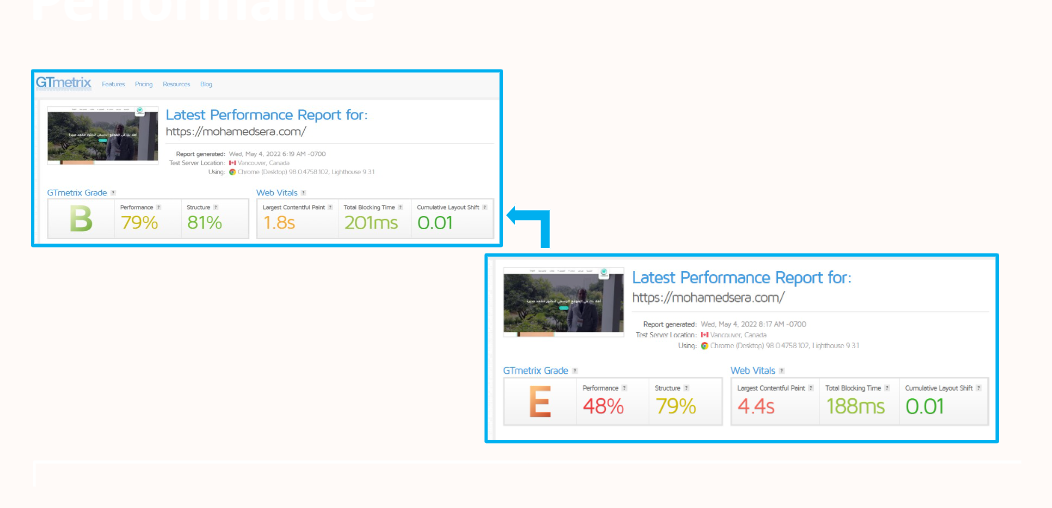 Performance
GTmetrix Features Pricing Resources Blog
Latest Performance Report for:
https://mohamedsera.com/
Report generated: Wed, May 4, 2022 6:19 AM -0700
Test Server Location: Vancouver, Canada
Using: Chrome (Desktop) 98.0.4758.102, Lighthouse 9.3.1
GTmetrix Grade ? Web Vitals ?
Performance ? Structure ? Largest Contentful Paint ? Total Blocking Time ? Cumulative Layout Shift ?
B 79% 81% 1.8s 201ms 0.01
Latest Performance Report for:
https://mohamedsera.com/
Report generated: Wed, May 4, 2022 8:17 AM -0700
Test Server Location: Vancouver, Canada
Using: Chrome (Desktop) 98.0.4758.102, Lighthouse 9.3.1
GTmetrix Grade ? Web Vitals ?
Performance ? Structure ? Largest Contentful Paint ? Total Blocking Time ? Cumulative Layout Shift ?
E 48% 79% 4.4s 188ms 0.01